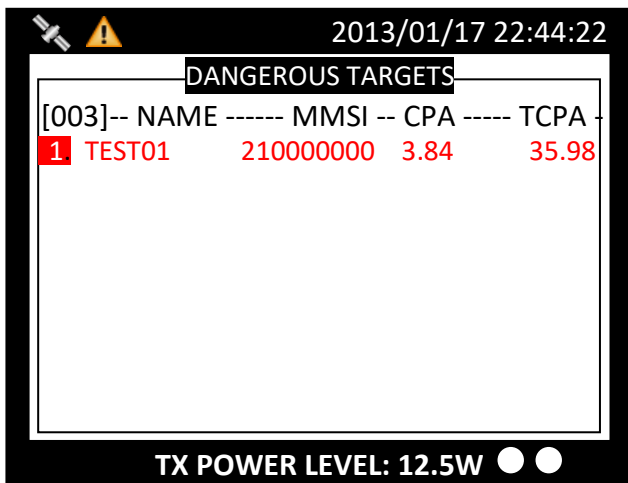 2013/01/17 22:44:22
DANGEROUS TARGETS
[003]-- NAME ------ MMSI -- CPA ----- TCPA -
1. TEST01 210000000 3.84 35.98
TX POWER LEVEL: 12.5W